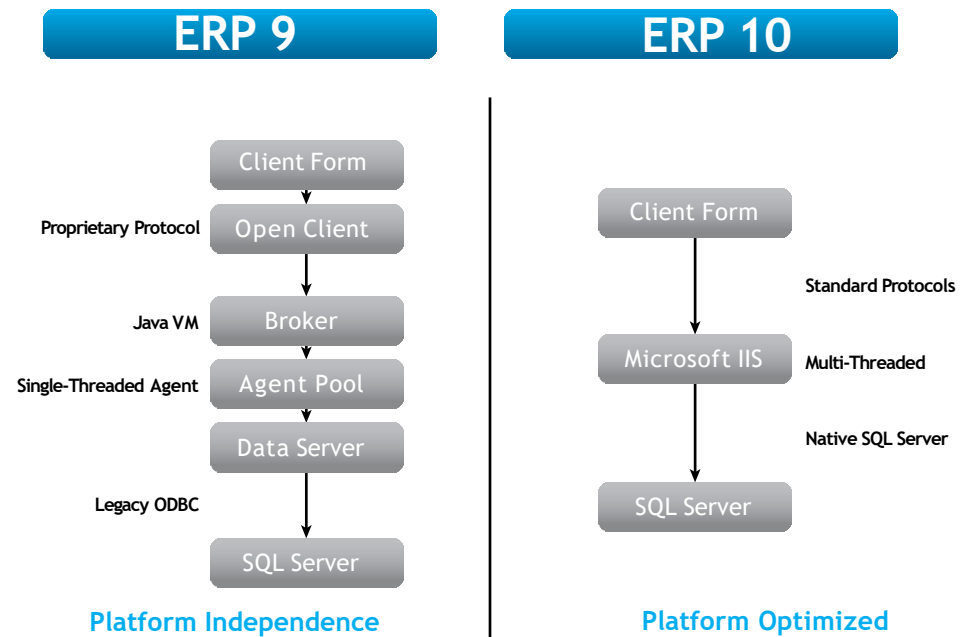 ERP 9
Client Form
Proprietary Protocol
Open Client
Java VM
Broker
Single-Threaded Agent
Agent Pool
Data Server
Legacy ODBC
SQL Server
Platform Independence
ERP 10
Client Form
Standard Protocols
Microsoft IIS
Multi-Threaded
Native SQL Server
SQL Server
Platform Optimized